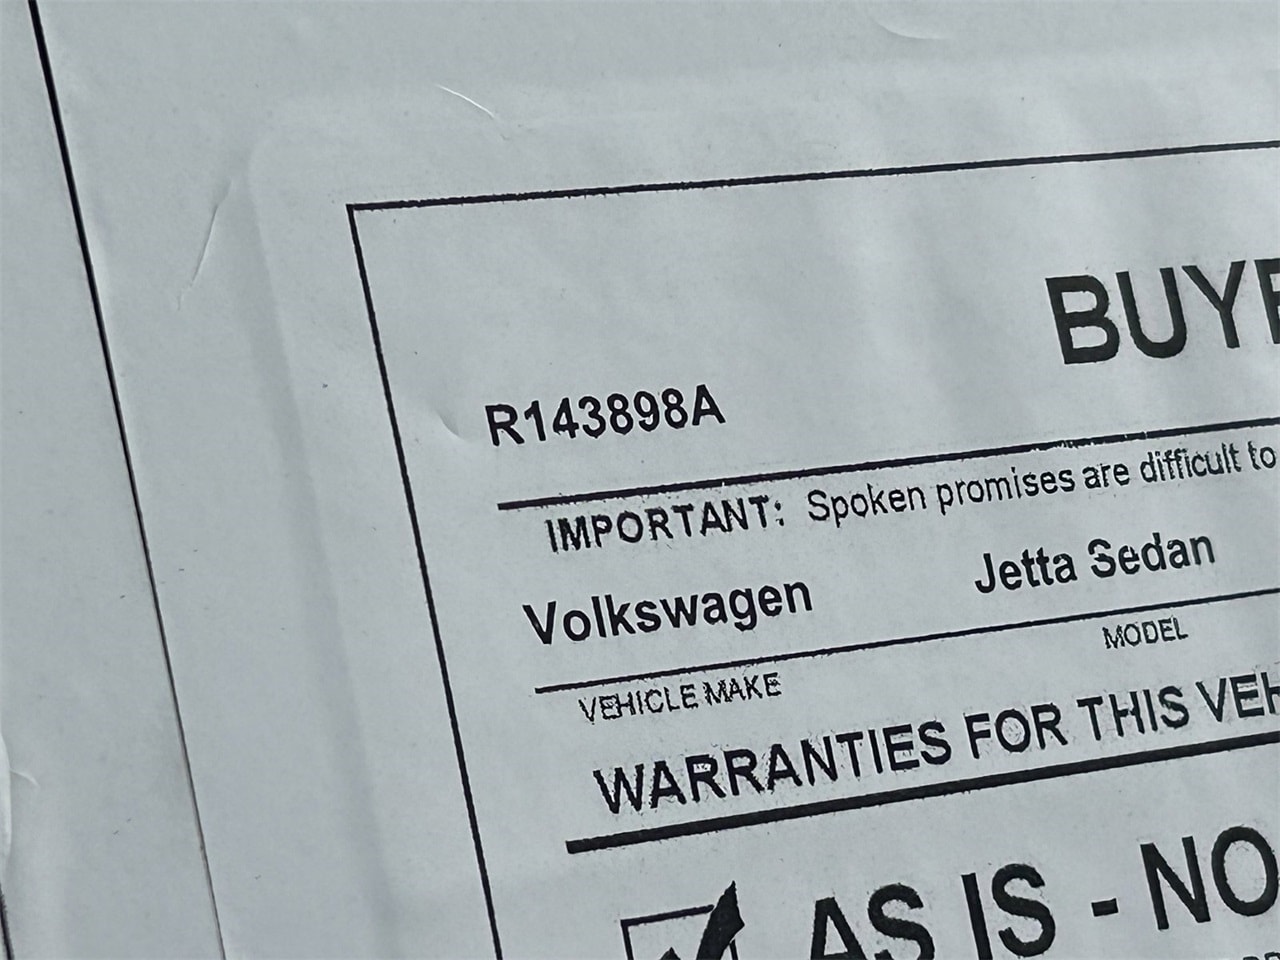 BUYE
R143898A
IMPORTANT: Spoken promises are difficult to
Volkswagen Jetta Sedan
VEHICLE MAKE MODEL
WARRANTIES FOR THIS VEH
AS IS - NO